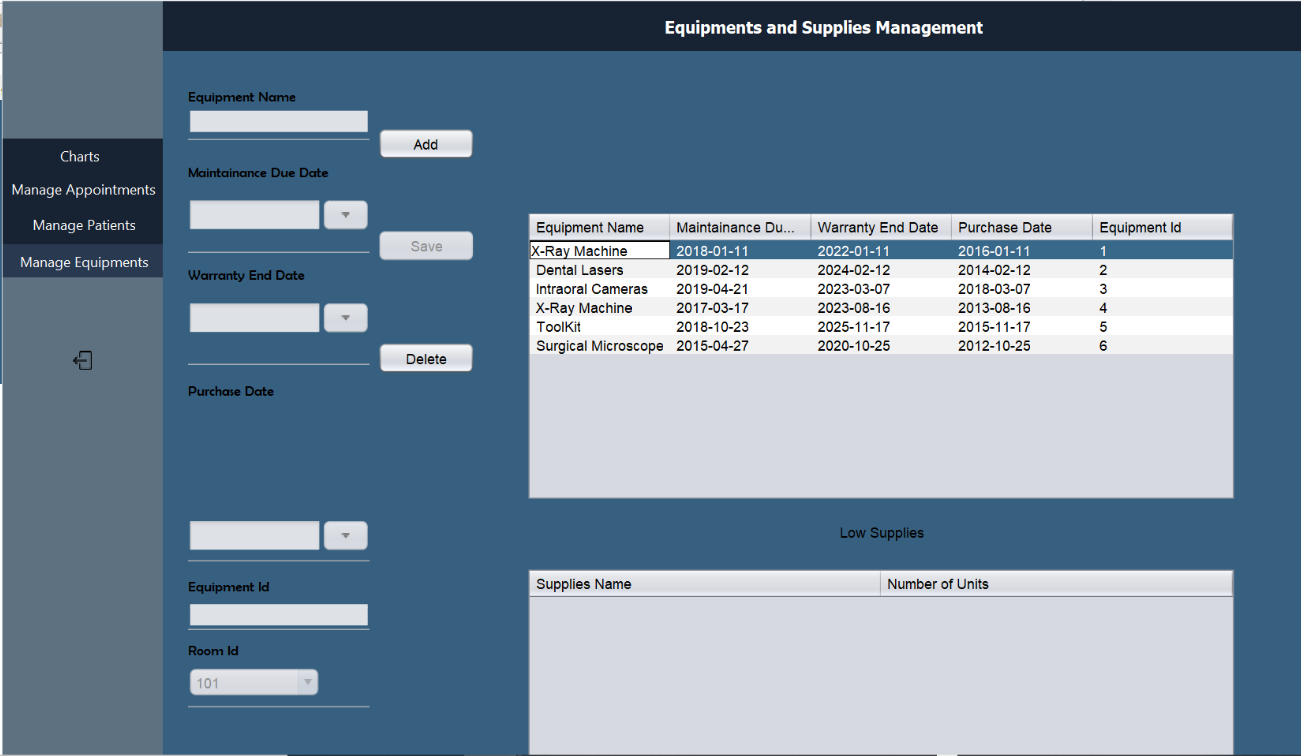 Equipments and Supplies Management
Charts
Manage Appointments
Manage Patients
Manage Equipments
Equipment Name
Add
Maintainance Due Date
Save
Warranty End Date
Delete
Purchase Date
Equipment Id
Room Id
101
Equipment Name Maintainance Du... Warranty End Date Purchase Date Equipment Id
X-Ray Machine 2018-01-11 2022-01-11 2016-01-11 1
Dental Lasers 2019-02-12 2024-02-12 2014-02-12 2
Intraoral Cameras 2019-04-21 2023-03-07 2018-03-07 3
X-Ray Machine 2017-03-17 2023-08-16 2013-08-16 4
ToolKit 2018-10-23 2025-11-17 2015-11-17 5
Surgical Microscope 2015-04-27 2020-10-25 2012-10-25 6
Low Supplies
Supplies Name Number of Units